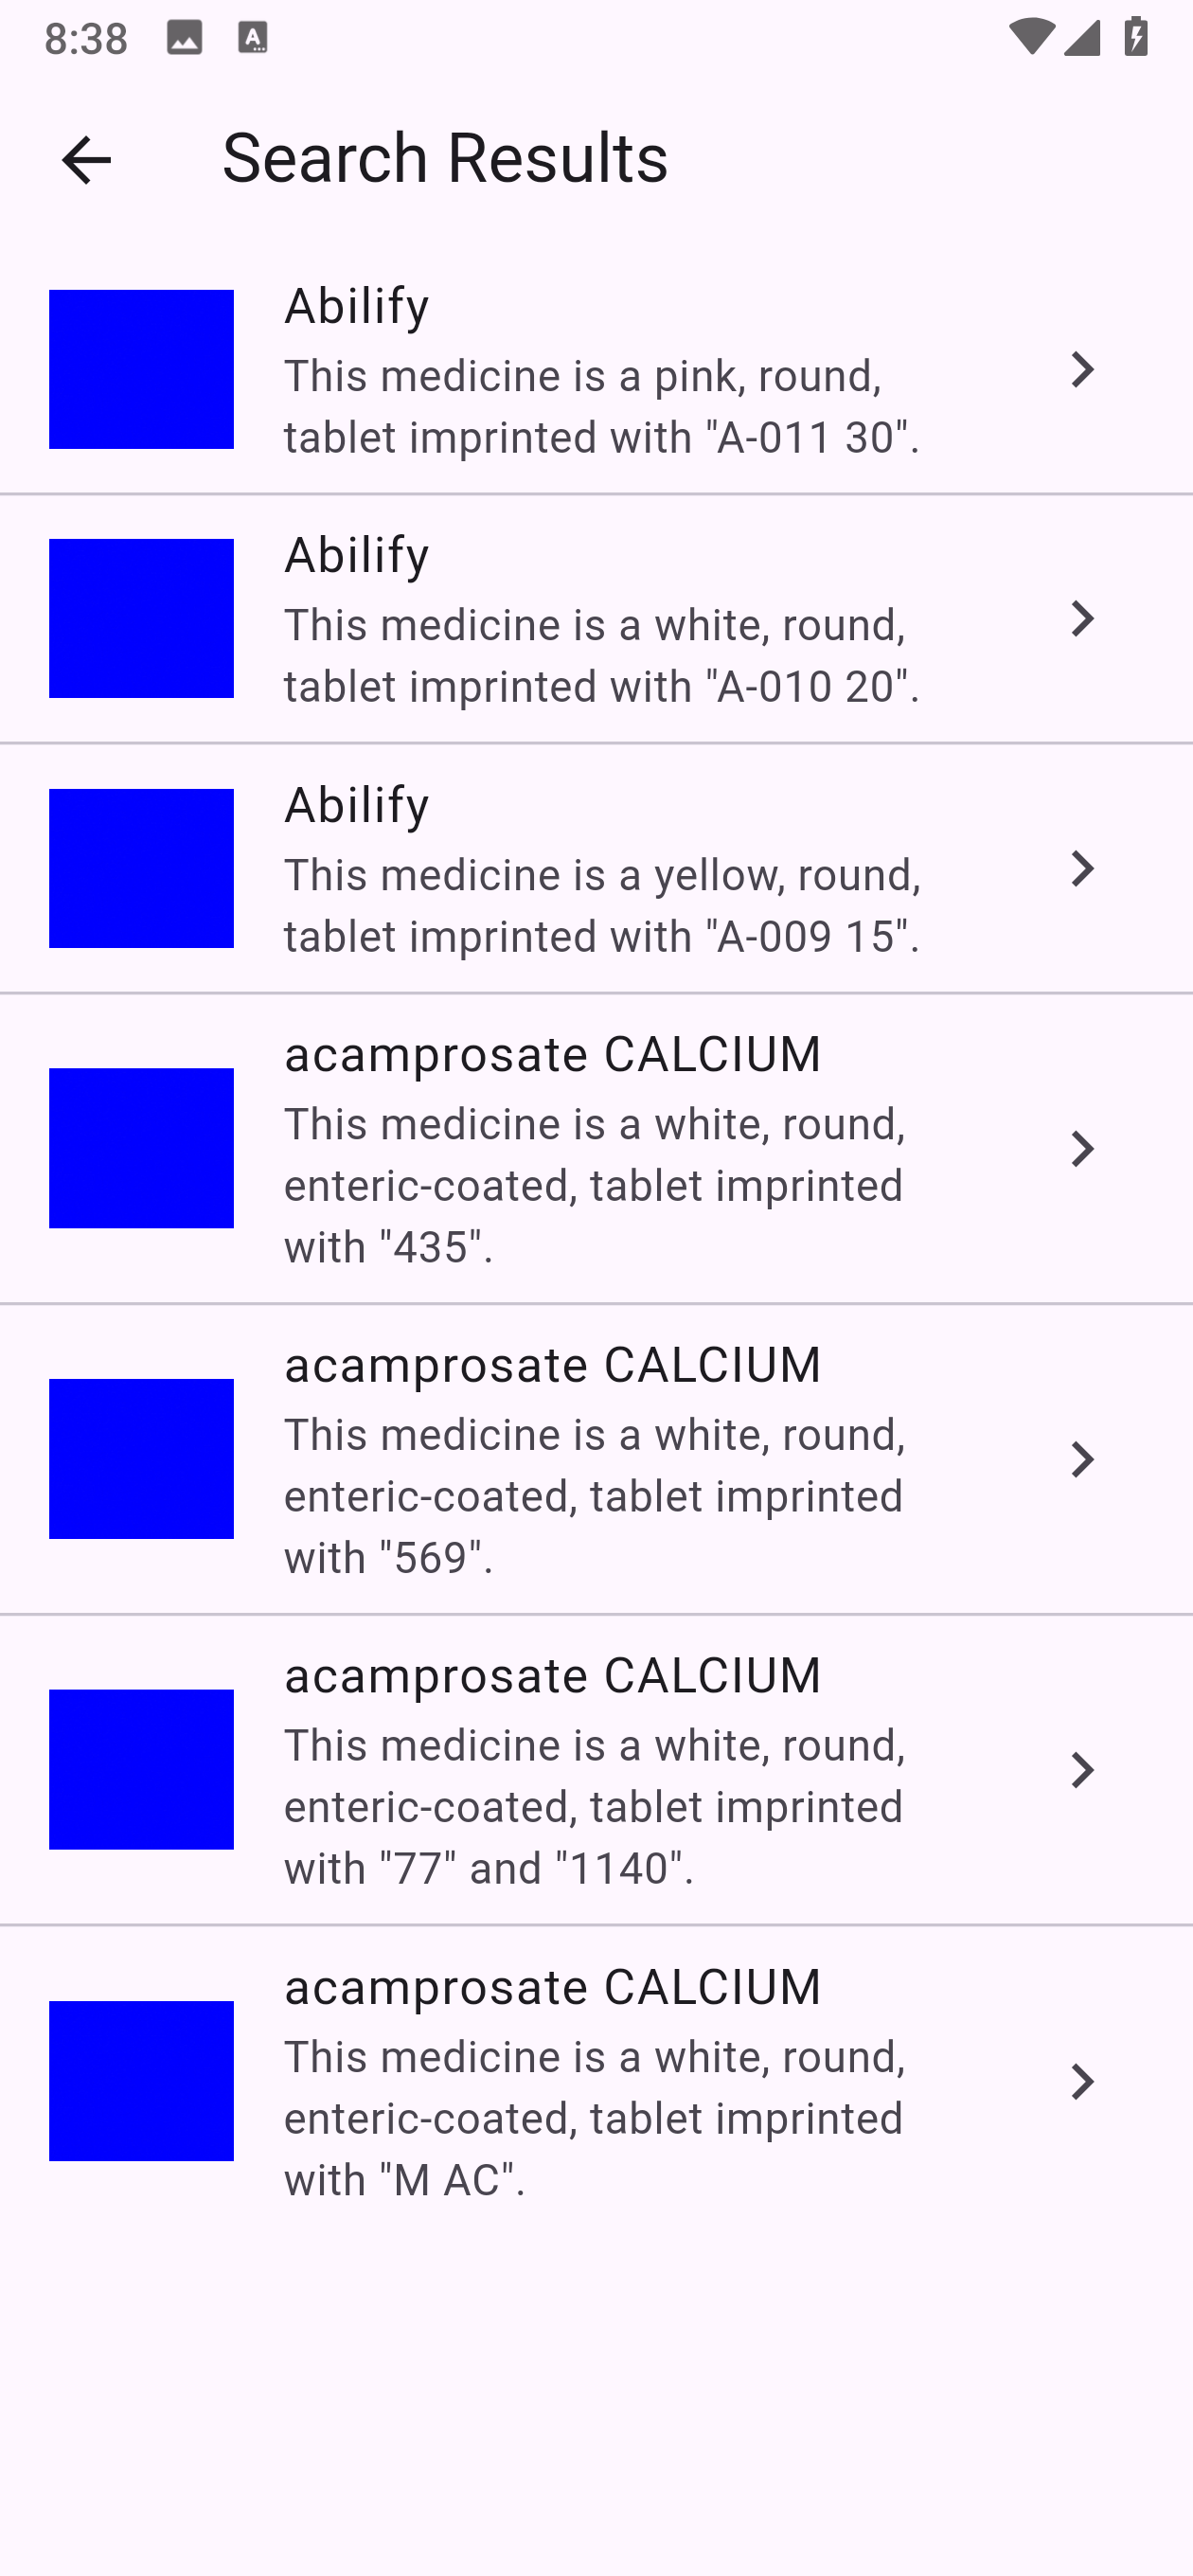 8:38
Search Results
Abilify
This medicine is a pink, round,
tablet imprinted with "A-011 30".
Abilify
This medicine is a white, round,
tablet imprinted with "A-010 20".
Abilify
This medicine is a yellow, round,
tablet imprinted with "A-009 15".
acamprosate CALCIUM
This medicine is a white, round,
enteric-coated, tablet imprinted
with "435".
acamprosate CALCIUM
This medicine is a white, round,
enteric-coated, tablet imprinted
with "569".
acamprosate CALCIUM
This medicine is a white, round,
enteric-coated, tablet imprinted
with "77" and "1140".
acamprosate CALCIUM
This medicine is a white, round,
enteric-coated, tablet imprinted
with "M AC".